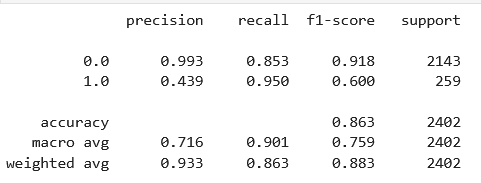 precision recall f1-score support
0.0 0.993 0.853 0.918 2143
1.0 0.439 0.950 0.600 259
accuracy 0.863 2402
macro avg 0.716 0.901 0.759 2402
weighted avg 0.933 0.863 0.883 2402